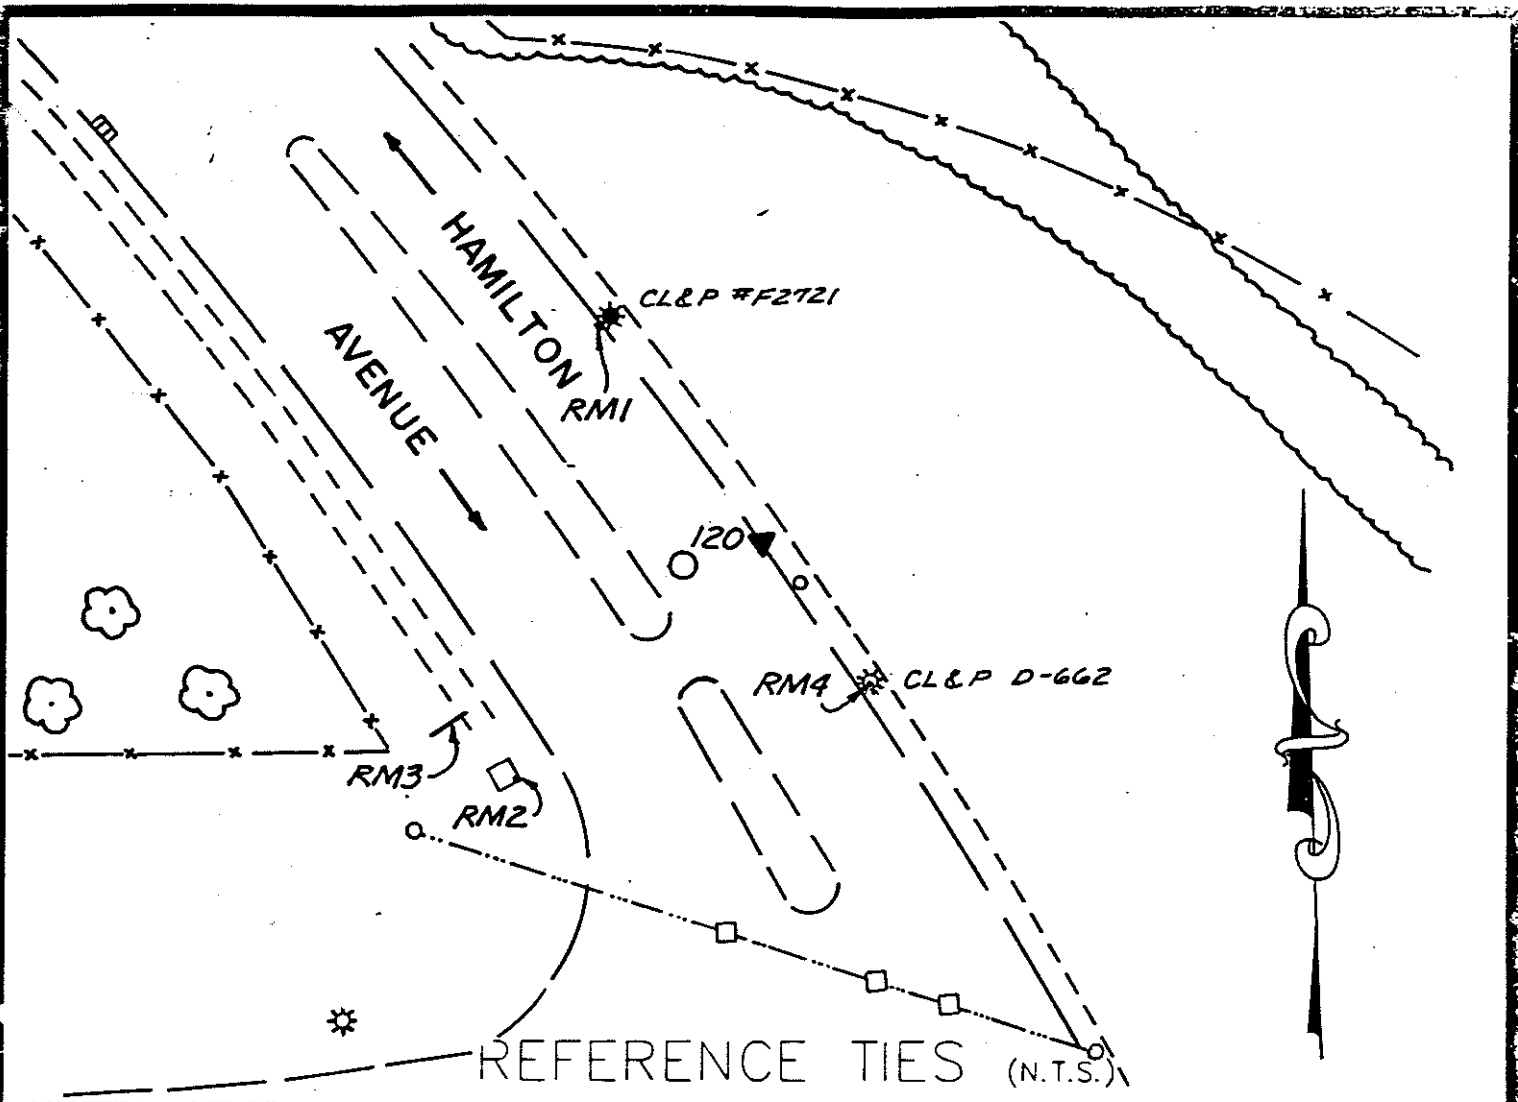 CL&P #F2721
HAMILTON
AVENUE
RM1
120
RM4
CL&P D-662
RM3
RM2
REFERENCE TIES (N.T.S.)